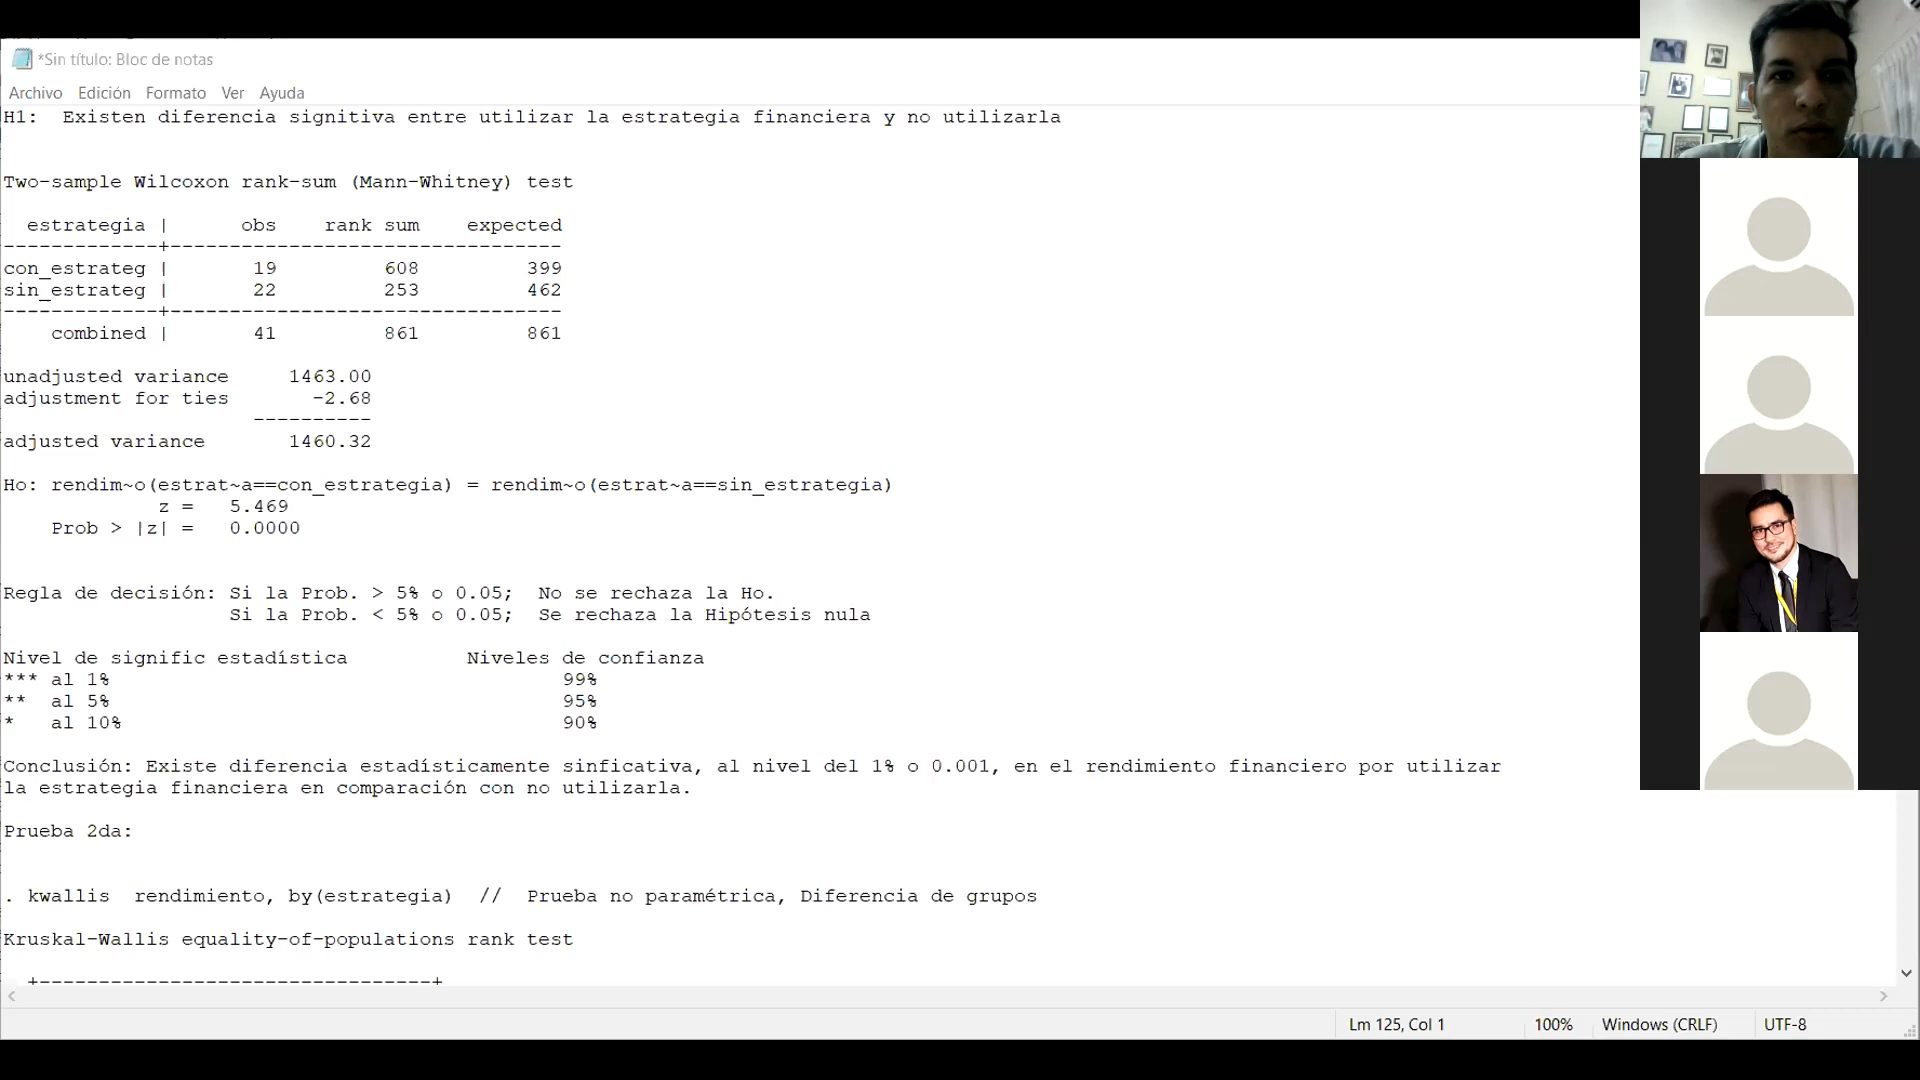 *Sin título: Bloc de notas
Archivo Edición Formato Ver Ayuda
H1:  Existen diferencia signitiva entre utilizar la estrategia financiera y no utilizarla
Two-sample Wilcoxon rank-sum (Mann-Whitney) test
estrategia |      obs    rank sum    expected
-------------+---------------------------------
con_estrateg |       19         608         399
sin_estrateg |       22         253         462
-------------+---------------------------------
combined |       41         861         861
unadjusted variance     1463.00
adjustment for ties       -2.68
----------
adjusted variance       1460.32
Ho: rendim~o(estrat~a==con_estrategia) = rendim~o(estrat~a==sin_estrategia)
z =   5.469
Prob > |z| =   0.0000
Regla de decisión: Si la Prob. > 5% o 0.05;  No se rechaza la Ho.
Si la Prob. < 5% o 0.05;  Se rechaza la Hipótesis nula
Nivel de signific estadística          Niveles de confianza
*** al 1%                                      99%
**  al 5%                                      95%
*   al 10%                                     90%
Conclusión: Existe diferencia estadísticamente sinficativa, al nivel del 1% o 0.001, en el rendimiento financiero por utilizar
la estrategia financiera en comparación con no utilizarla.
Prueba 2da:
. kwallis  rendimiento, by(estrategia)  //  Prueba no paramétrica, Diferencia de grupos
Kruskal-Wallis equality-of-populations rank test
+---------------------------------+
Lm 125, Col 1 100% Windows (CRLF) UTF-8